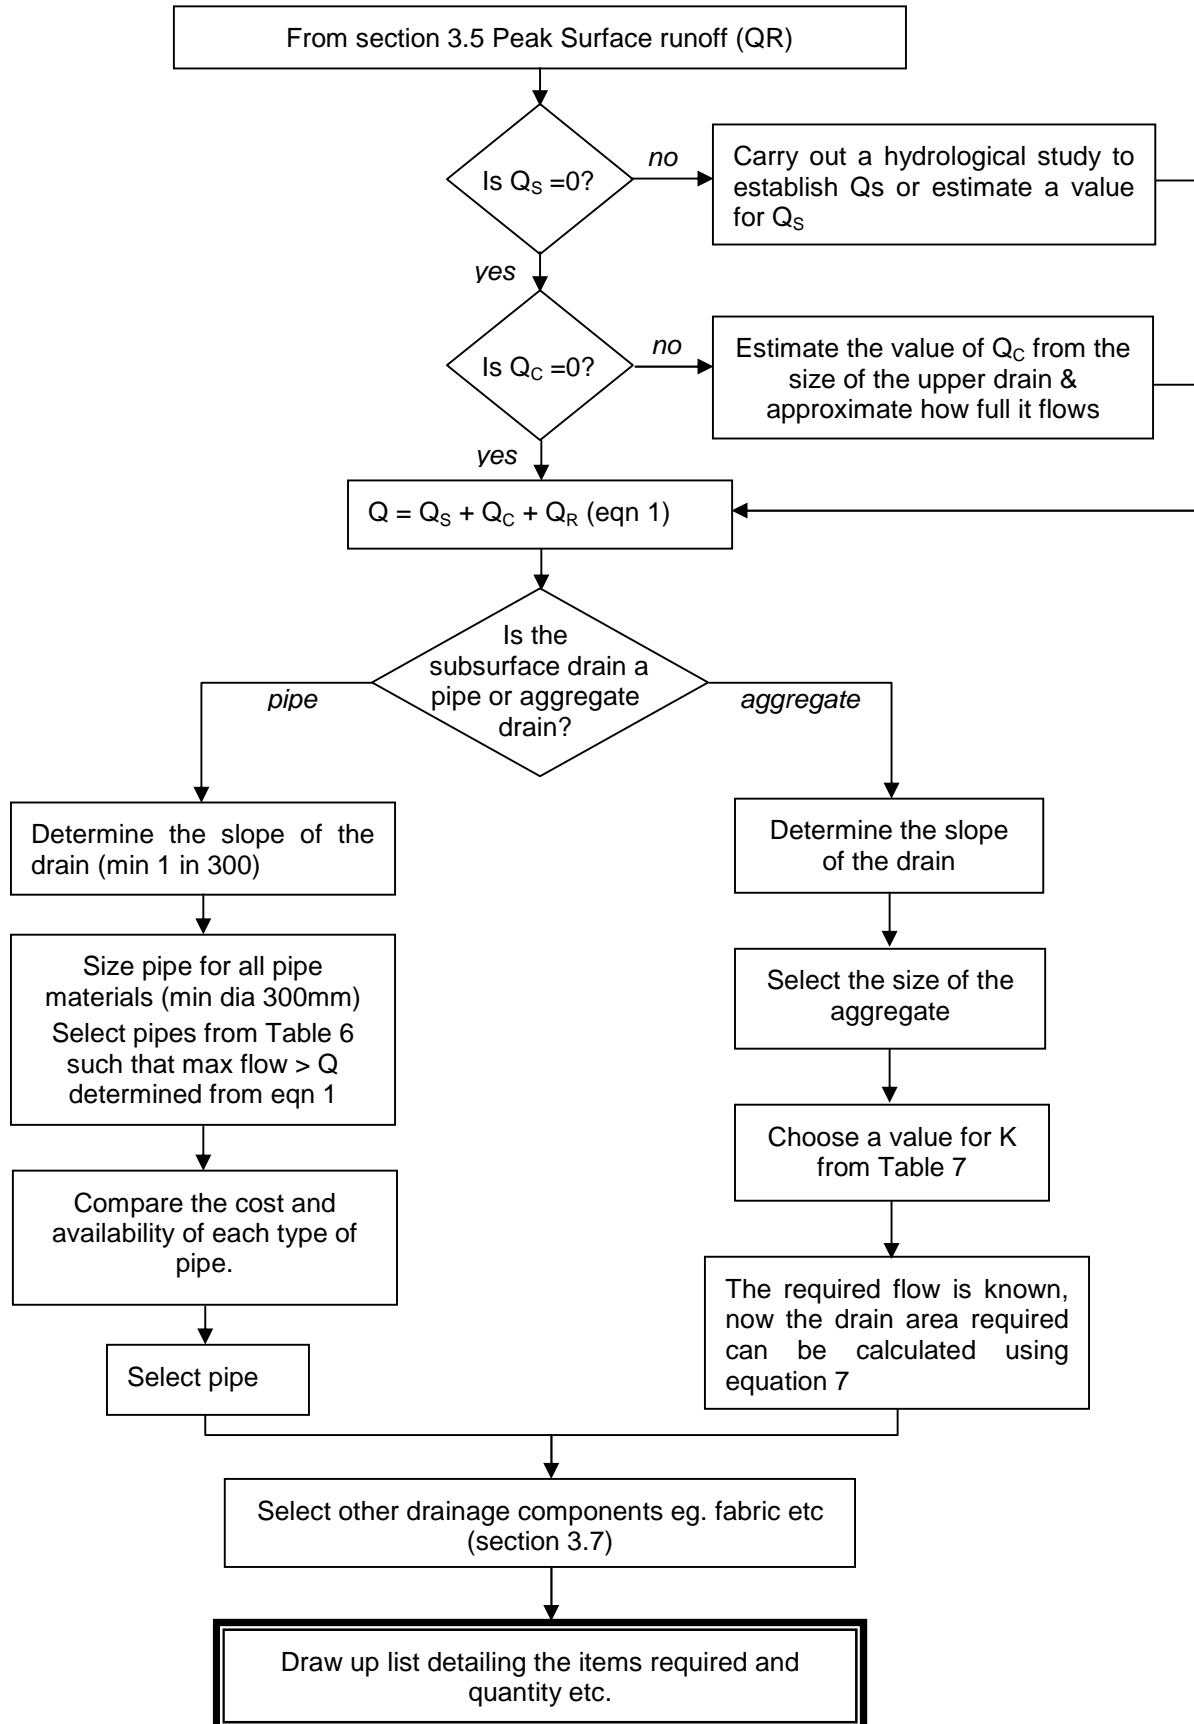 From section 3.5 Peak Surface runoff (QR)
Is QS =0?
no
Carry out a hydrological study to
establish Qs or estimate a value
for QS
yes
Is QC =0?
no
Estimate the value of QC from the
size of the upper drain &
approximate how full it flows
yes
Q = QS + QC + QR (eqn 1)
Is the
subsurface drain a
pipe or aggregate
drain?
pipe
aggregate
Determine the slope of the
drain (min 1 in 300)
Size pipe for all pipe
materials (min dia 300mm)
Select pipes from Table 6
such that max flow > Q
determined from eqn 1
Compare the cost and
availability of each type of
pipe.
Select pipe
Determine the slope
of the drain
Select the size of the
aggregate
Choose a value for K
from Table 7
The required flow is known,
now the drain area required
can be calculated using
equation 7
Select other drainage components eg. fabric etc
(section 3.7)
Draw up list detailing the items required and
quantity etc.